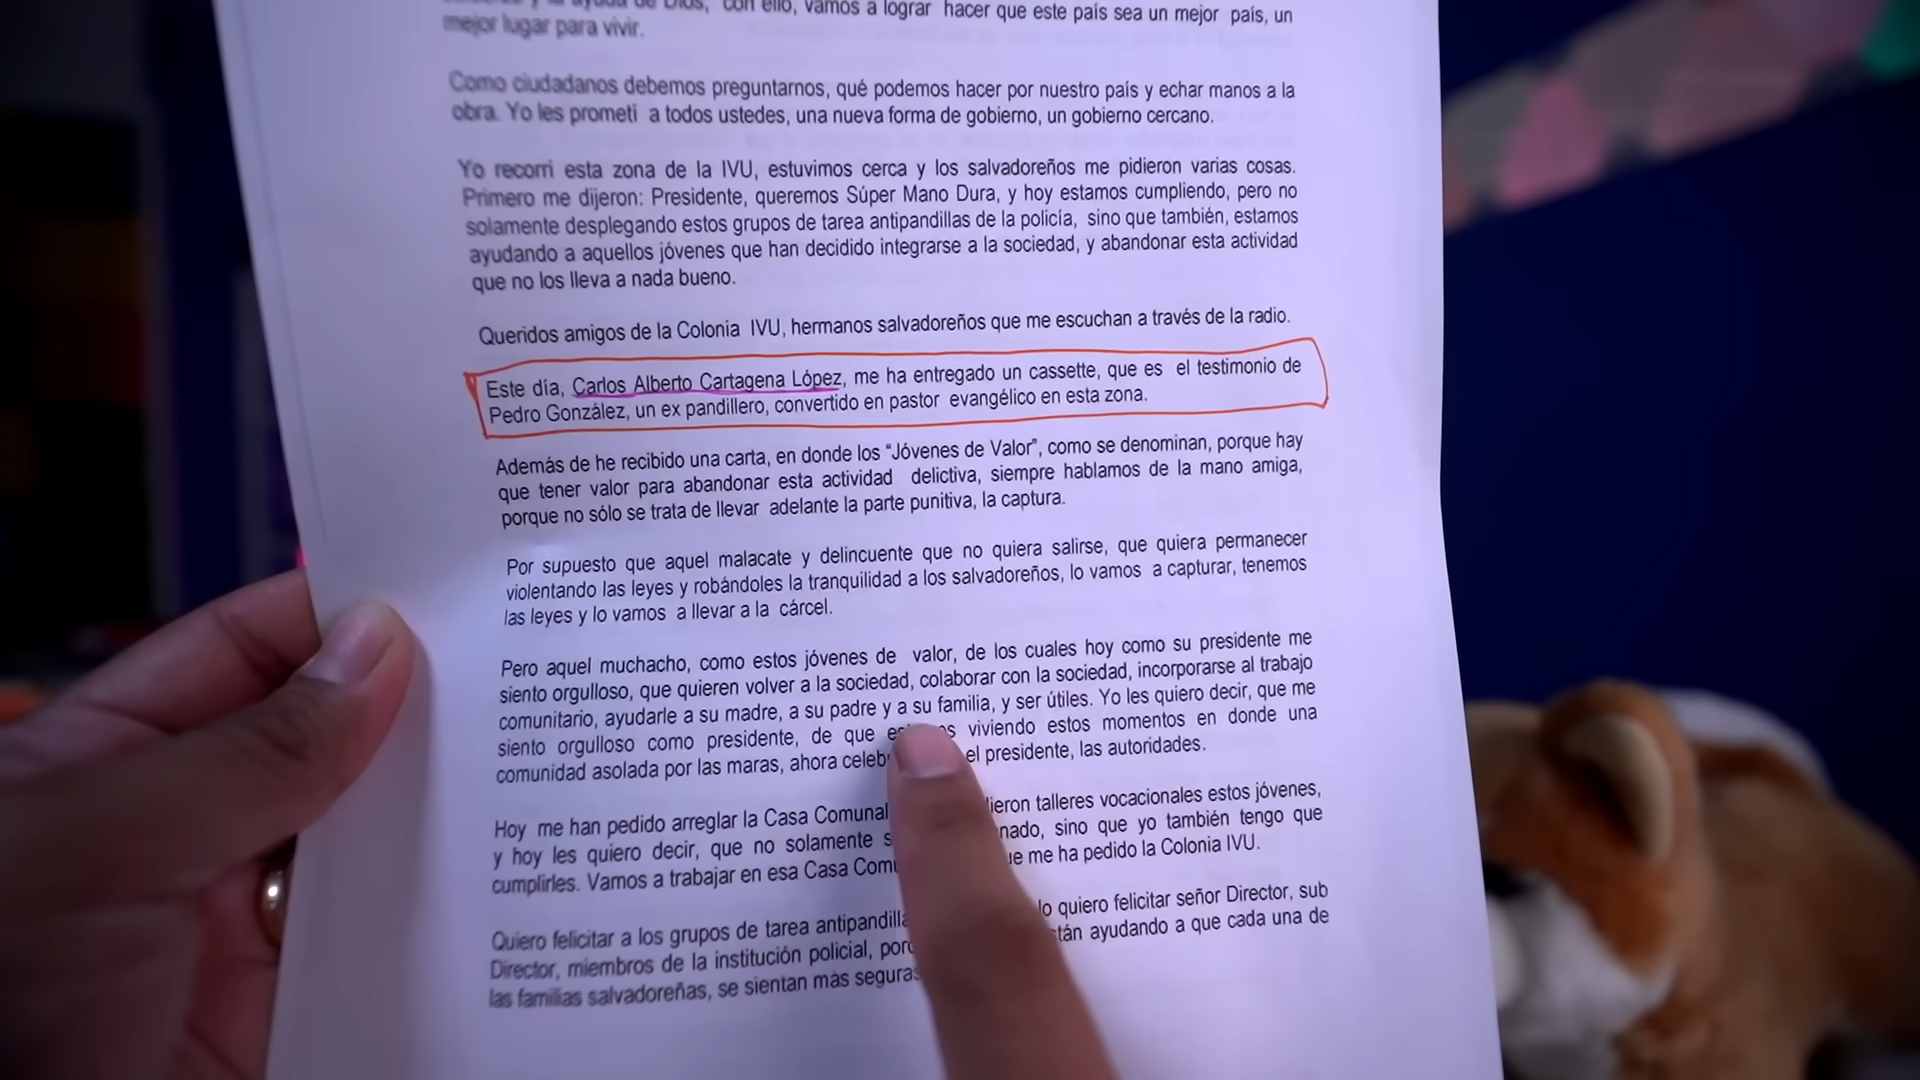 ayuda de Dios, con ello, vamos a lograr hacer que este país sea un mejor país, un
mejor lugar para vivir.
Como ciudadanos debemos preguntarnos, qué podemos hacer por nuestro país y echar manos a la
obra. Yo les prometí a todos ustedes, una nueva forma de gobierno, un gobierno cercano.
Yo recorrí esta zona de la IVU, estuvimos cerca y los salvadoreños me pidieron varias cosas.
Primero me dijeron: Presidente, queremos Súper Mano Dura, y hoy estamos cumpliendo, pero no
solamente desplegando estos grupos de tarea antipandillas de la policía, sino que también, estamos
ayudando a aquellos jóvenes que han decidido integrarse a la sociedad, y abandonar esta actividad
que no los lleva a nada bueno.
Queridos amigos de la Colonia IVU, hermanos salvadoreños que me escuchan a través de la radio.
Este día, Carlos Alberto Cartagena López, me ha entregado un cassette, que es el testimonio de
Pedro González, un ex pandillero, convertido en pastor evangélico en esta zona.
Además de he recibido una carta, en donde los “Jóvenes de Valor”, como se denominan, porque hay
que tener valor para abandonar esta actividad delictiva, siempre hablamos de la mano amiga,
porque no sólo se trata de llevar adelante la parte punitiva, la captura.
Por supuesto que aquel malacate y delincuente que no quiera salirse, que quiera permanecer
violentando las leyes y robándoles la tranquilidad a los salvadoreños, lo vamos a capturar, tenemos
las leyes y lo vamos a llevar a la cárcel.
Pero aquel muchacho, como estos jóvenes de valor, de los cuales hoy como su presidente me
siento orgulloso, que quieren volver a la sociedad, colaborar con la sociedad, incorporarse al trabajo
comunitario, ayudarle a su madre, a su padre y a su familia, y ser útiles. Yo les quiero decir, que me
siento orgulloso como presidente, de que viviendo estos momentos en donde una
comunidad asolada por las maras, ahora el presidente, las autoridades.
Hoy me han pedido arreglar la Casa Comunal talleres vocacionales estos jóvenes,
y hoy les quiero decir, que no solamente sino que yo también tengo que
cumplirles. Vamos a trabajar en esa Casa me ha pedido la Colonia IVU.
Quiero felicitar a los grupos de tarea lo quiero felicitar señor Director, sub
Director, miembros de la institución policial, ayudando a que cada una de
las familias salvadoreñas, se sientan más seguras